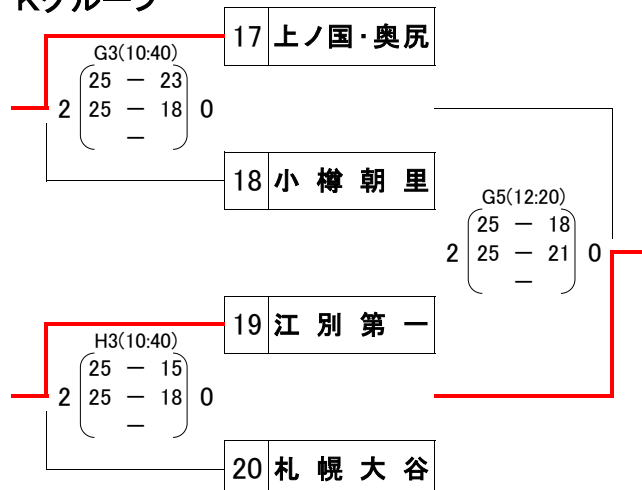 Kグループ
17 上ノ国・奥尻
G3(10:40)
25 － 23
2 25 － 18 0
－
18 小樽朝里
G5(12:20)
25 － 18
2 25 － 21 0
－
19 江別第一
H3(10:40)
25 － 15
2 25 － 18 0
－
20 札幌大谷